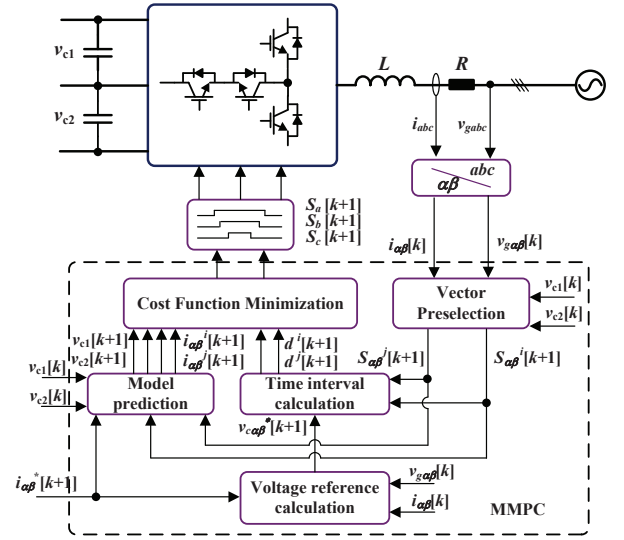 v_c1
v_c2
L
R
i_abc
v_gabc
abc
αβ
S_a[k+1]
S_b[k+1]
S_c[k+1]
i_αβ[k]
v_gαβ[k]
Cost Function Minimization
Vector
Preselection
v_c1[k]
v_c2[k]
v_c1[k+1]
v_c2[k+1]
i_αβ^i[k+1]
i_αβ^j[k+1]
d^i[k+1]
d^j[k+1]
S_αβ^j[k+1]
S_αβ^i[k+1]
v_c1[k]
v_c2[k]
Model
prediction
Time interval
calculation
v_cαβ^*[k+1]
i_αβ^*[k+1]
Voltage reference
calculation
v_gαβ[k]
i_αβ[k]
MMPC